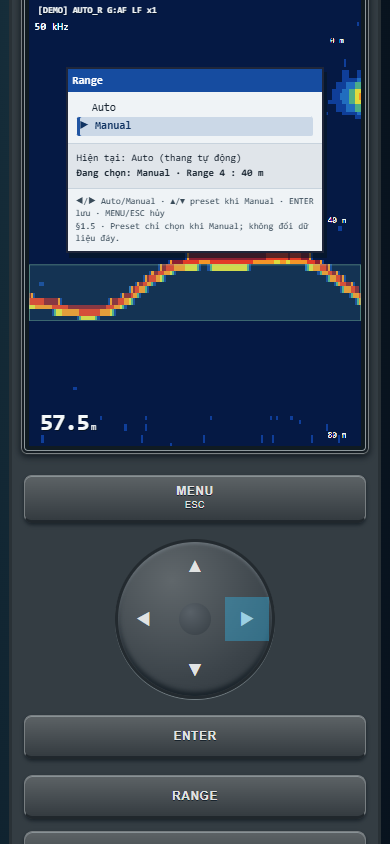 [DEMO] AUTO_R G:AF LF x1
50 kHz
0 m
Range
Auto
Manual
Hiện tại: Auto (thang tự động)
Đang chọn: Manual · Range 4 : 40 m
◀/▶ Auto/Manual · ▲/▼ preset khi Manual · ENTER
lưu · MENU/ESC hủy
§1.5 · Preset chỉ chọn khi Manual; không đổi dữ
liệu đáy.
40 m
57.5m
80 m
MENU
ESC
ENTER
RANGE